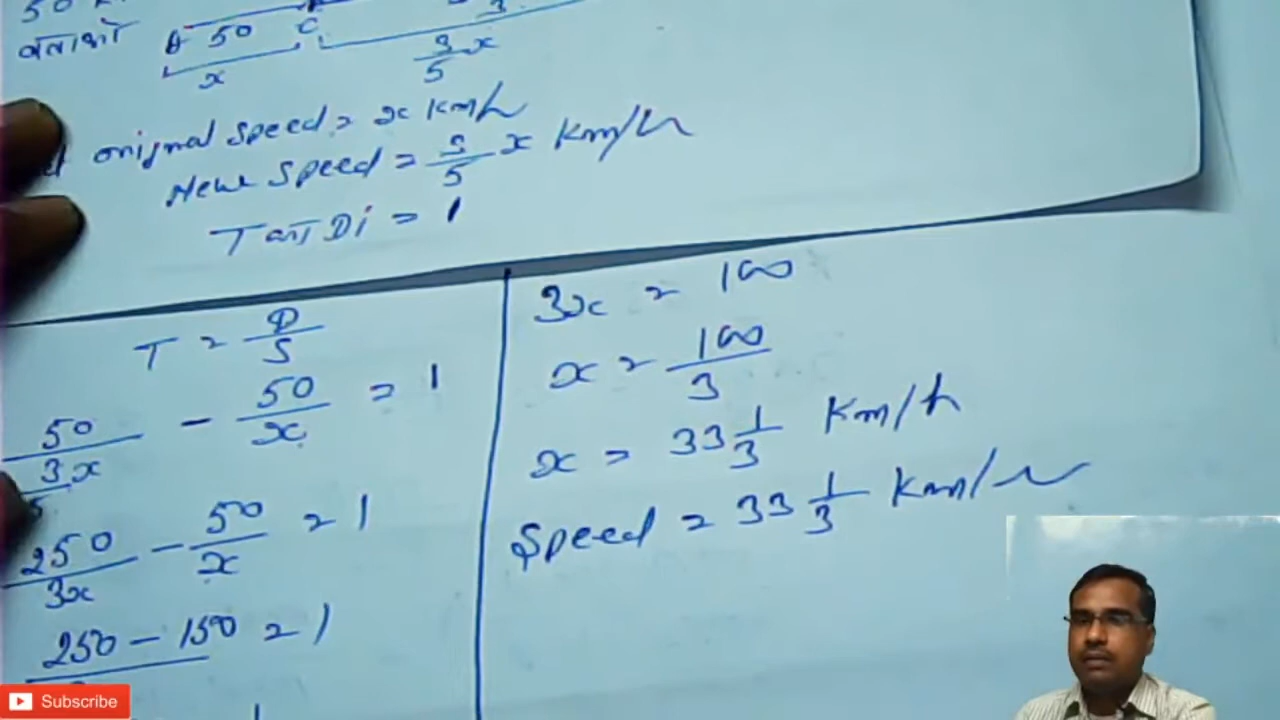 50
बताओ A 50 C
x
3/5 x
original speed = x Km/h
New speed = 3/5 x Km/h
T का Di = 1
T = D/S
50/(3x/5) - 50/x = 1
250/3x - 50/x = 1
250 - 150 = 1
3x = 100
x = 100/3
x = 33 1/3 Km/h
Speed = 33 1/3 Km/h
Subscribe